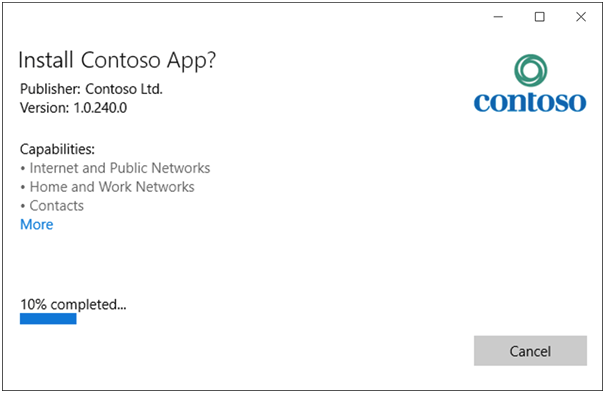 Install Contoso App?
Publisher: Contoso Ltd.
Version: 1.0.240.0
contoso
Capabilities:
• Internet and Public Networks
• Home and Work Networks
• Contacts
More
10% completed...
Cancel